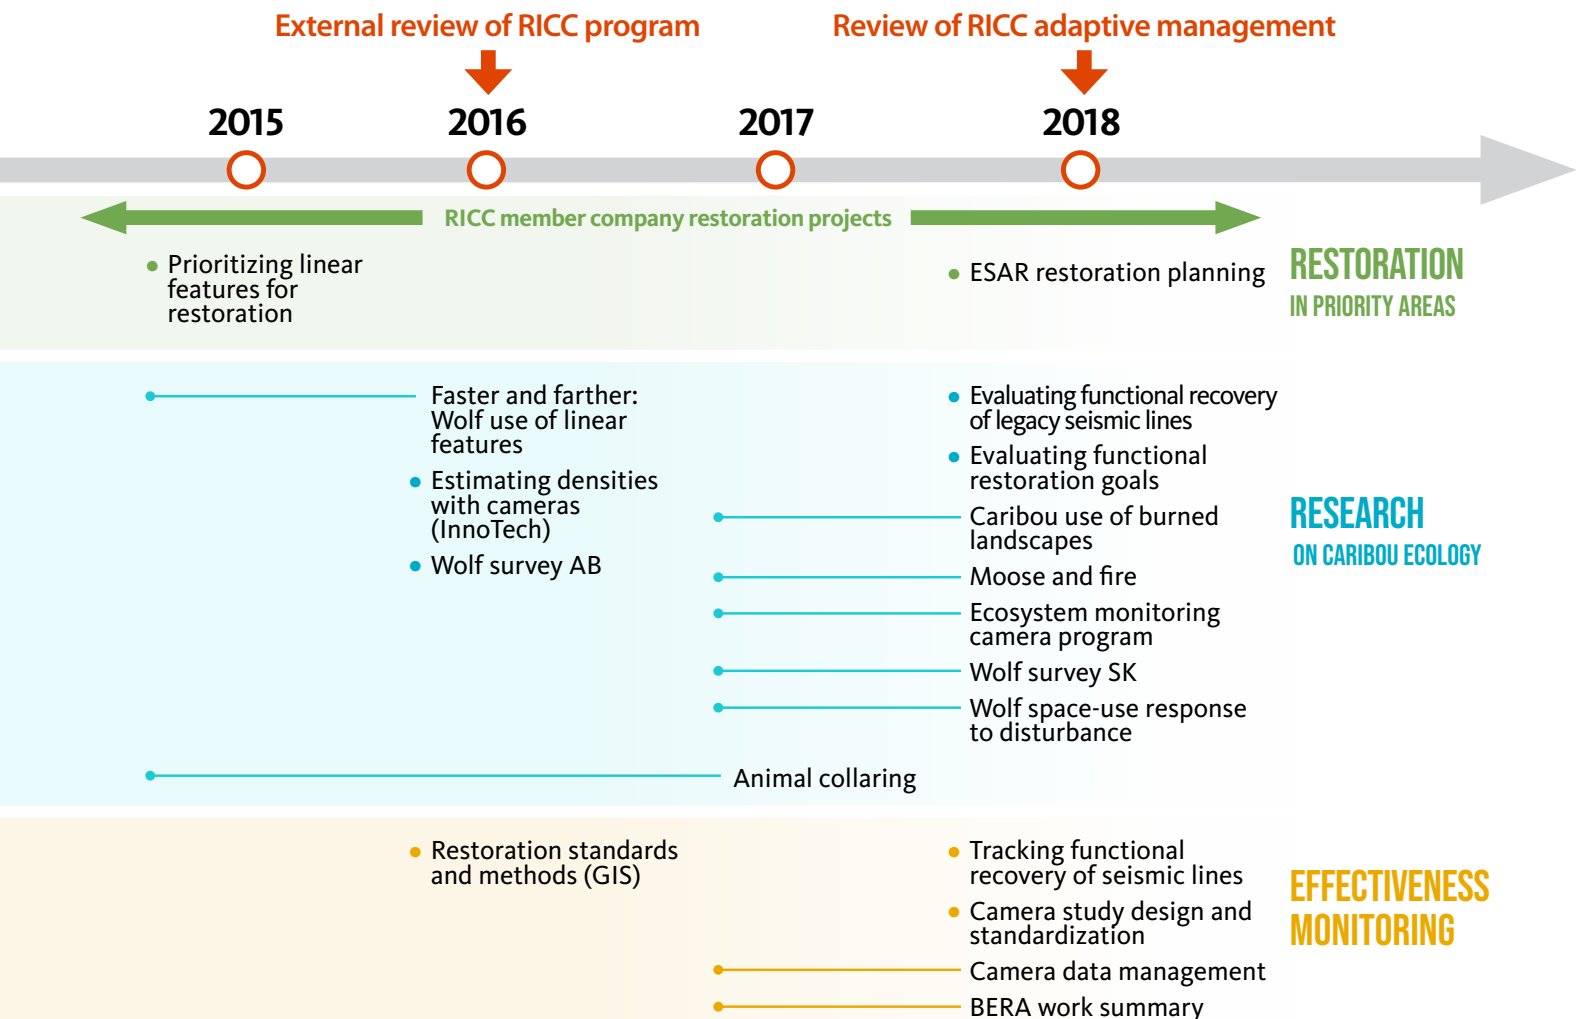 External review of RICC program
Review of RICC adaptive management
2015
2016
2017
2018
RICC member company restoration projects
• Prioritizing linear
features for
restoration
• ESAR restoration planning
RESTORATION
IN PRIORITY AREAS
Faster and farther:
Wolf use of linear
features
• Estimating densities
with cameras
(InnoTech)
• Wolf survey AB
• Evaluating functional recovery
of legacy seismic lines
• Evaluating functional
restoration goals
Caribou use of burned
landscapes
Moose and fire
Ecosystem monitoring
camera program
Wolf survey SK
Wolf space-use response
to disturbance
Animal collaring
RESEARCH
ON CARIBOU ECOLOGY
• Restoration standards
and methods (GIS)
• Tracking functional
recovery of seismic lines
• Camera study design and
standardization
Camera data management
BERA work summary
EFFECTIVENESS
MONITORING